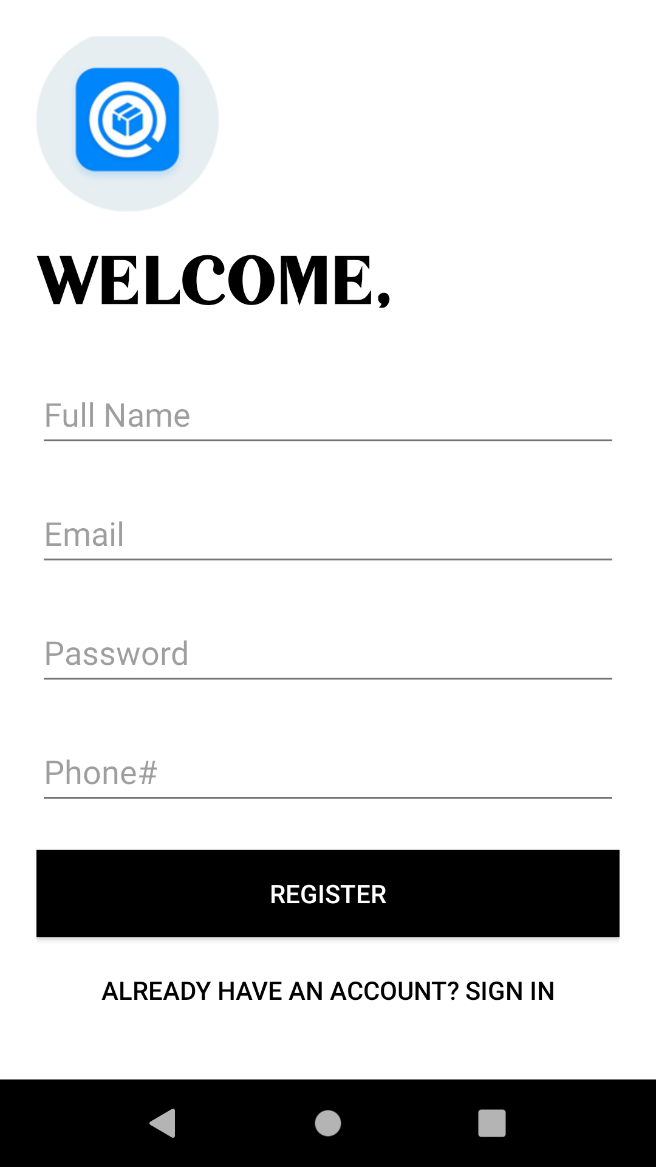 WELCOME,
Full Name
Email
Password
Phone#
REGISTER
ALREADY HAVE AN ACCOUNT? SIGN IN